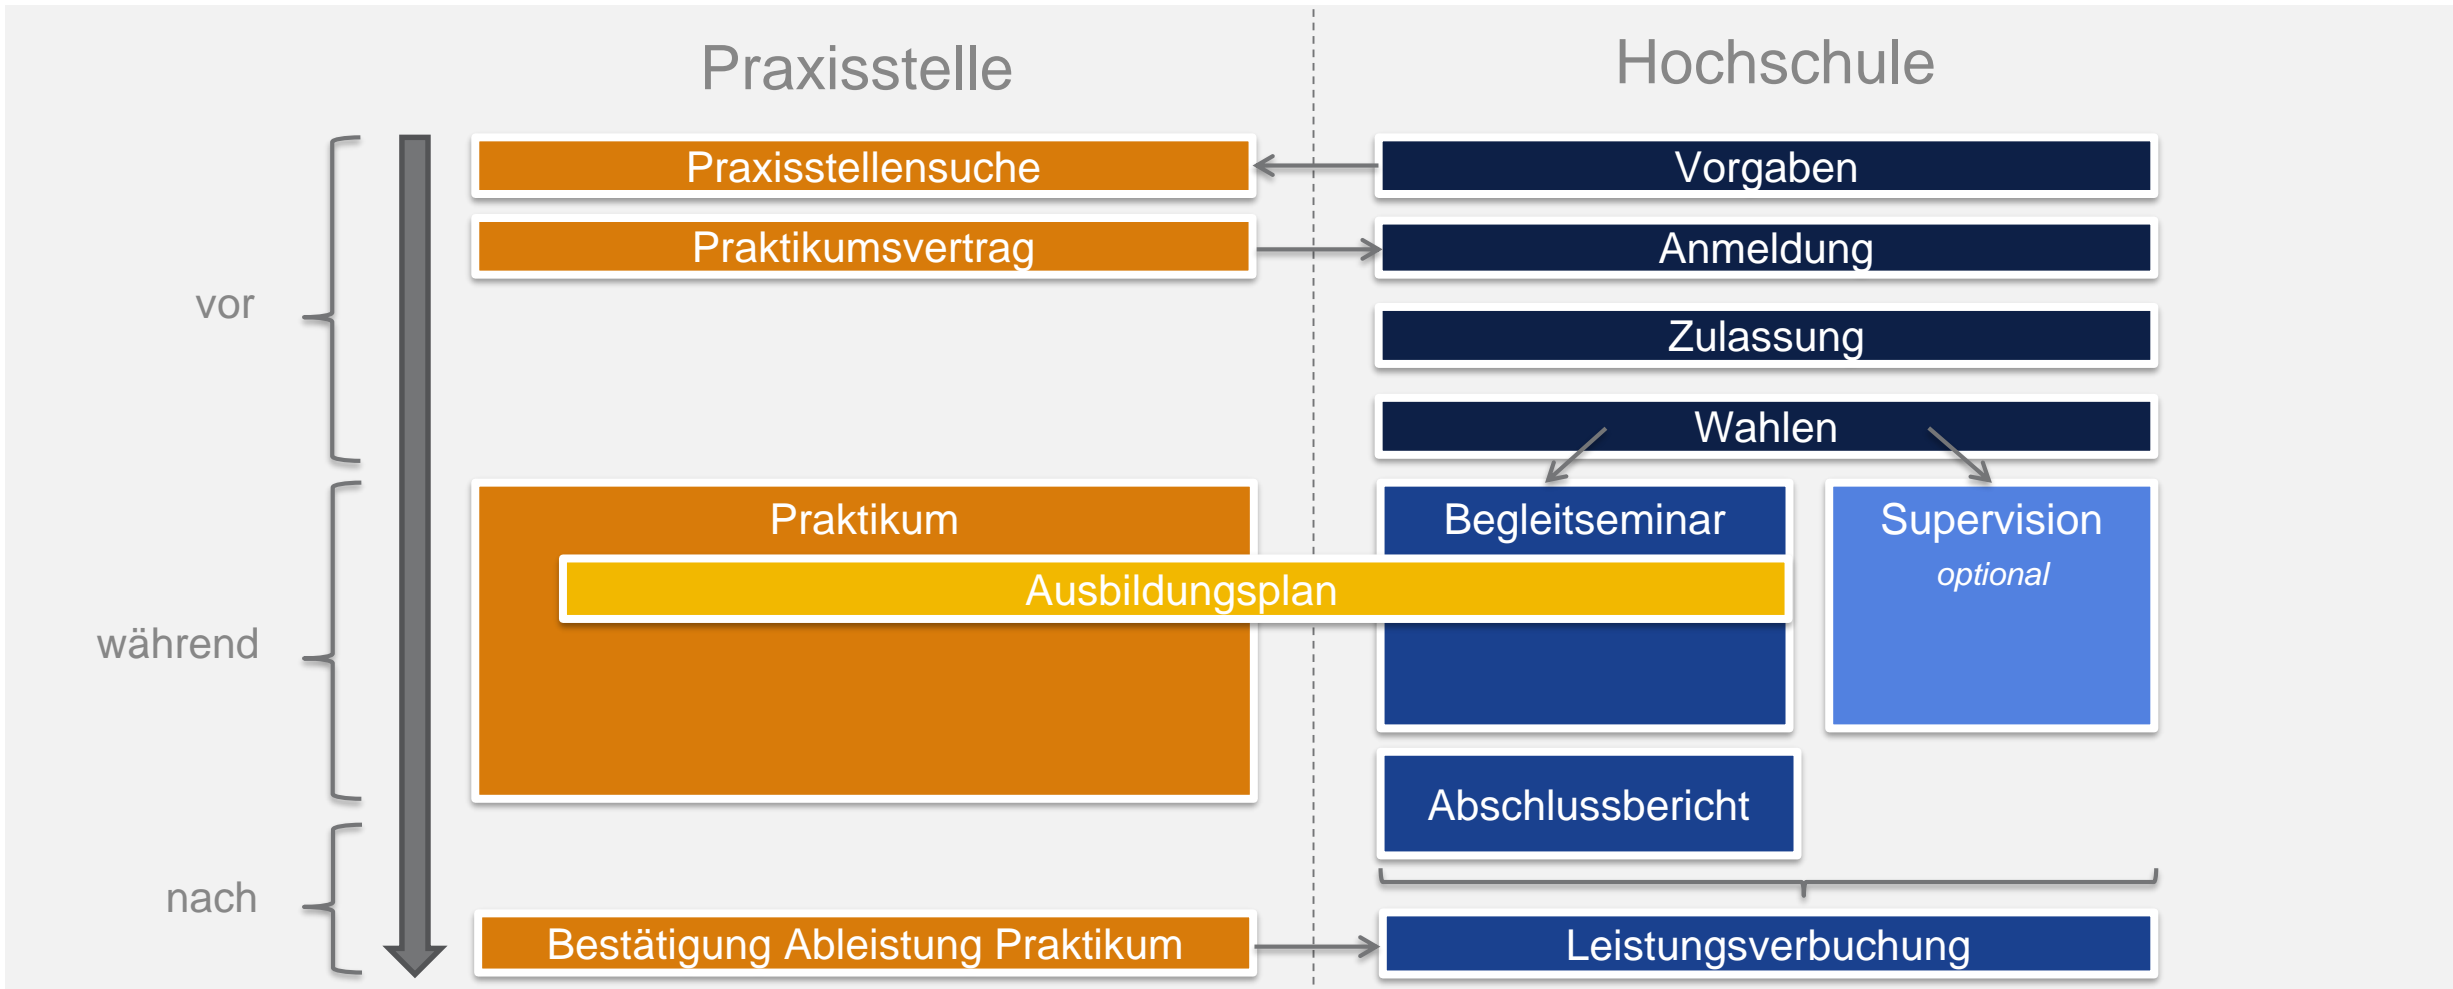 Praxisstelle
Hochschule
Praxisstellensuche
Vorgaben
Praktikumsvertrag
Anmeldung
vor
Zulassung
Wahlen
Praktikum
Begleitseminar
Supervision
optional
Ausbildungsplan
während
Abschlussbericht
nach
Bestätigung Ableistung Praktikum
Leistungsverbuchung